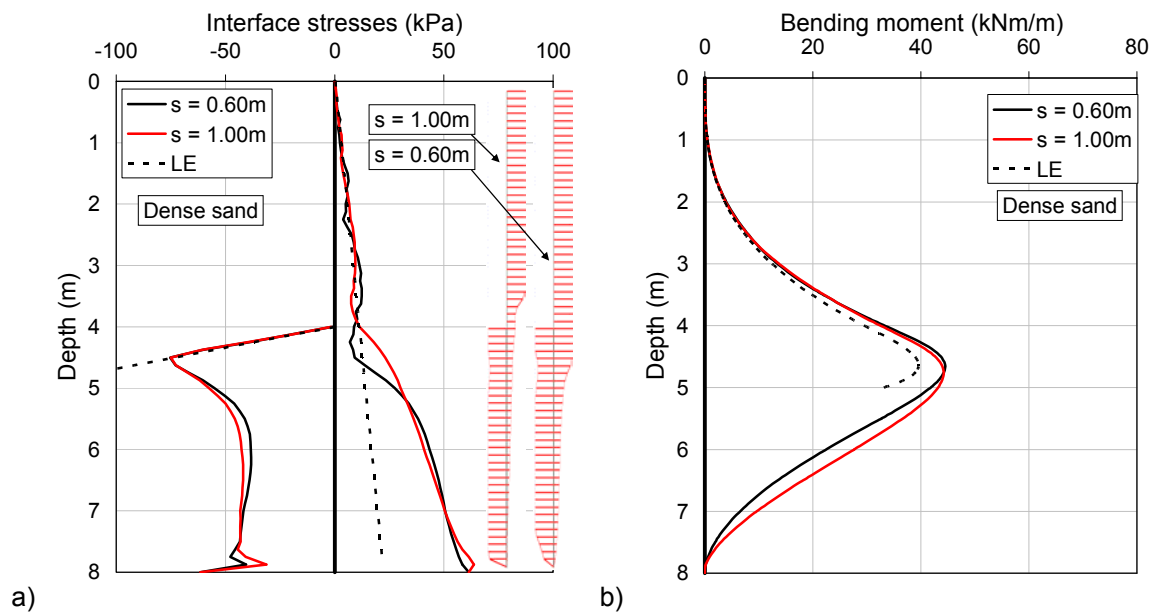 Interface stresses (kPa)
-100 -50 0 50 100
0
1
2
3
4
5
6
7
8
Depth (m)
s = 0.60m
s = 1.00m
LE
Dense sand
s = 1.00m
s = 0.60m
a)
Bending moment (kNm/m)
0 20 40 60 80
0
1
2
3
4
5
6
7
8
Depth (m)
s = 0.60m
s = 1.00m
LE
Dense sand
b)